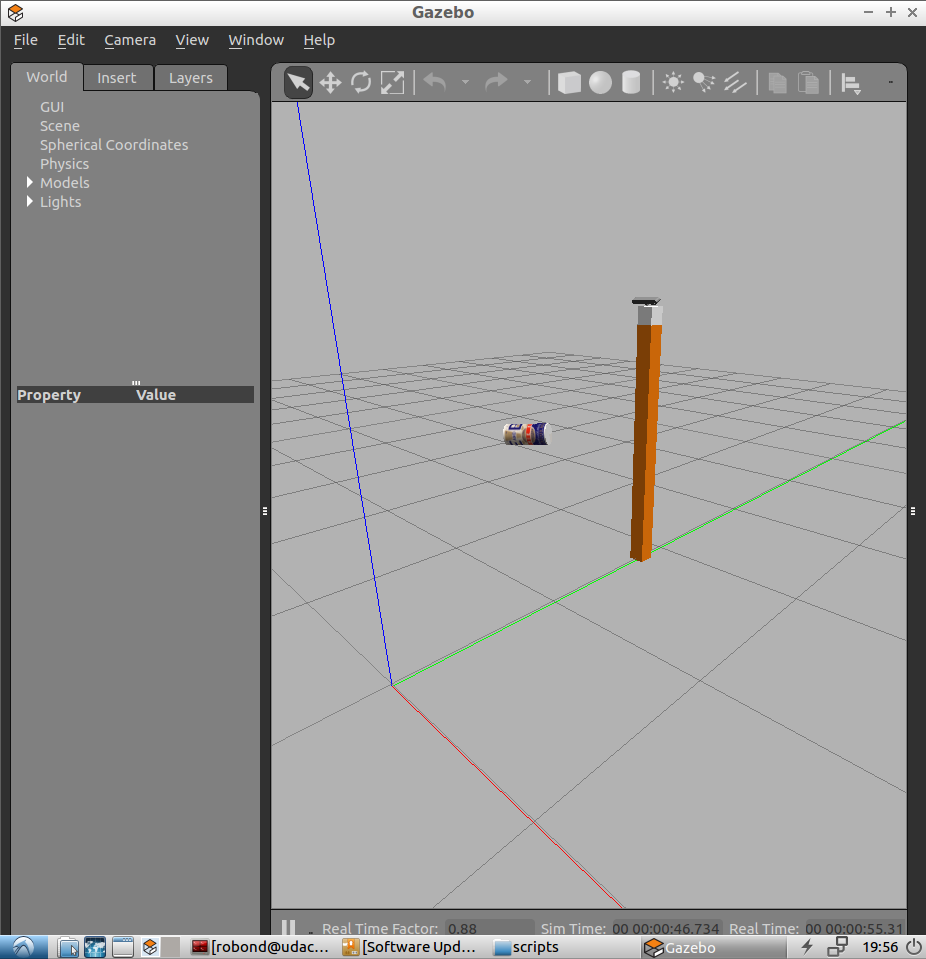 Gazebo
File Edit Camera View Window Help
World Insert Layers
GUI
Scene
Spherical Coordinates
Physics
Models
Lights
Property Value
Real Time Factor: 0.88 Sim Time: 00 00:00:46.734 Real Time: 00 00:00:55.31
[robond@udac... [Software Upd... scripts Gazebo 19:56